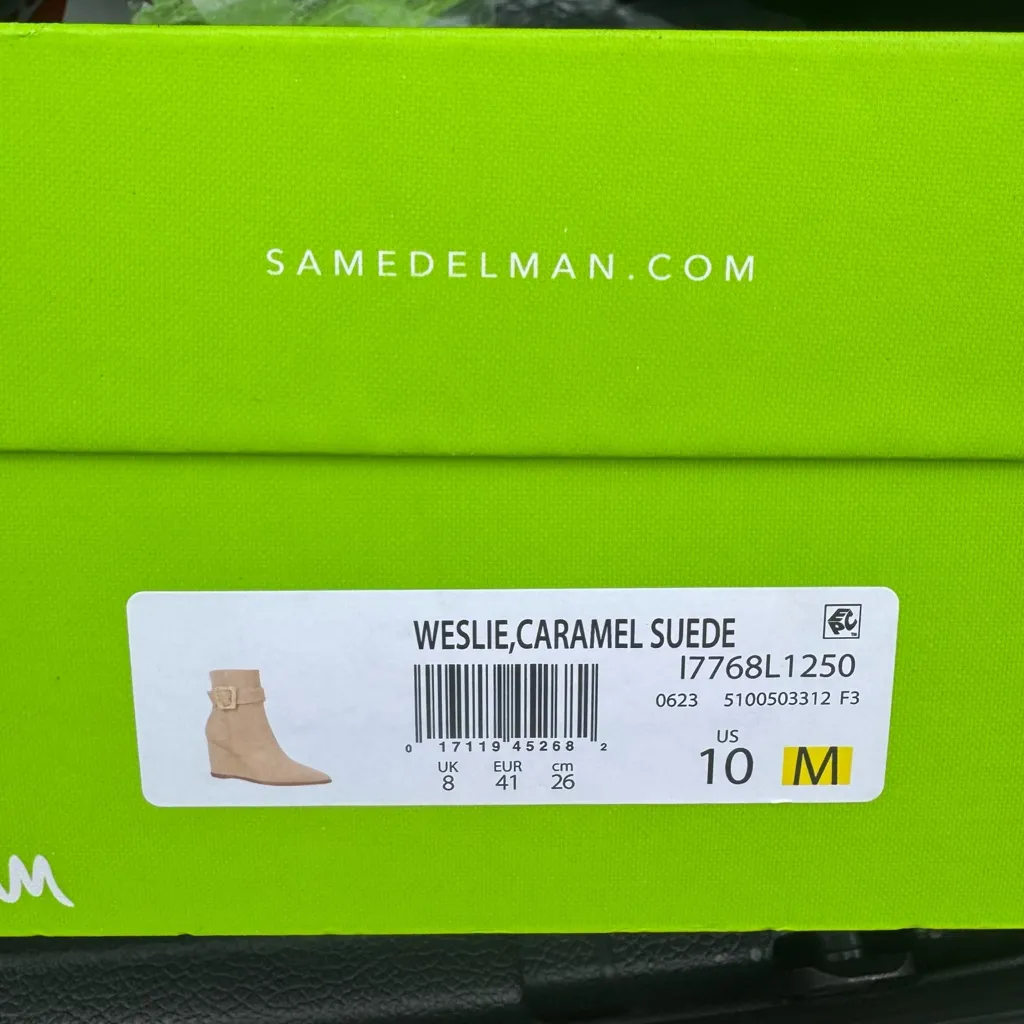 SAMEDELMAN.COM
WESLIE,CARAMEL SUEDE
I7768L1250
0623 5100503312 F3
0 17119 45268 2
UK EUR cm
8 41 26
US
10 M